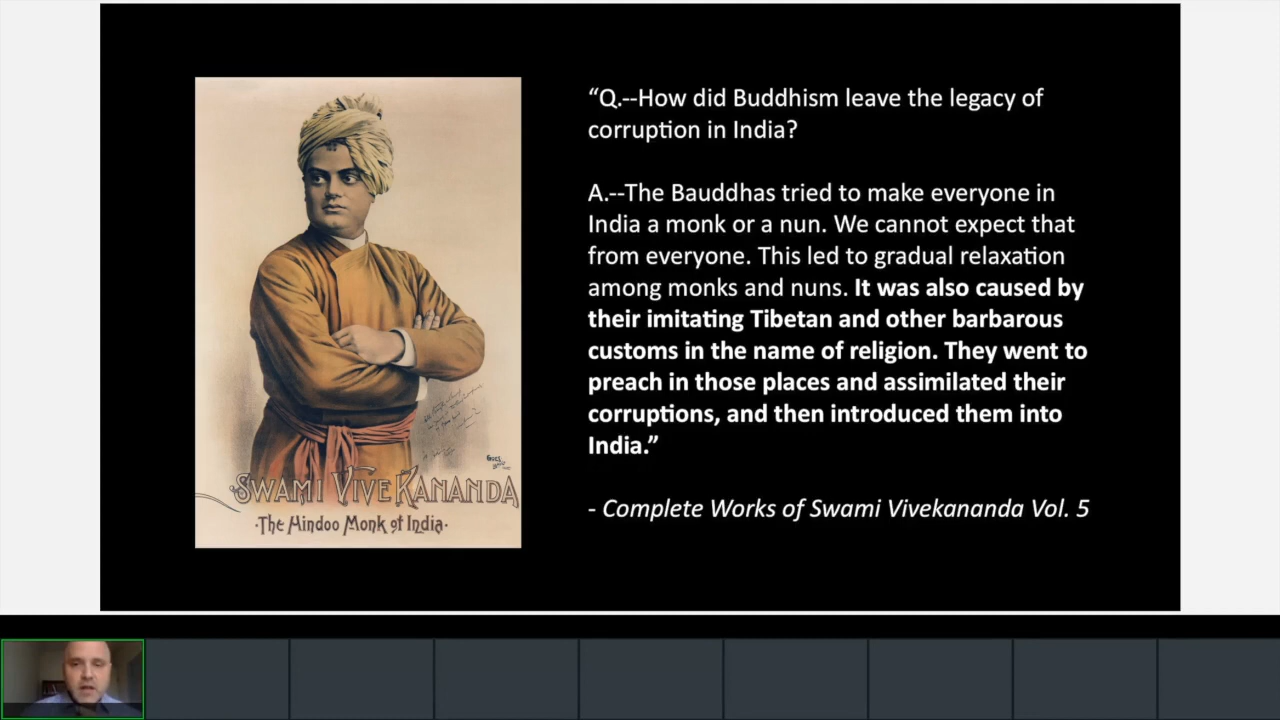 “Q.--How did Buddhism leave the legacy of
corruption in India?
A.--The Bauddhas tried to make everyone in
India a monk or a nun. We cannot expect that
from everyone. This led to gradual relaxation
among monks and nuns. It was also caused by
their imitating Tibetan and other barbarous
customs in the name of religion. They went to
preach in those places and assimilated their
corruptions, and then introduced them into
India.”
- Complete Works of Swami Vivekananda Vol. 5
SWAMI VIVEKANANDA
·The Hindoo Monk of India·